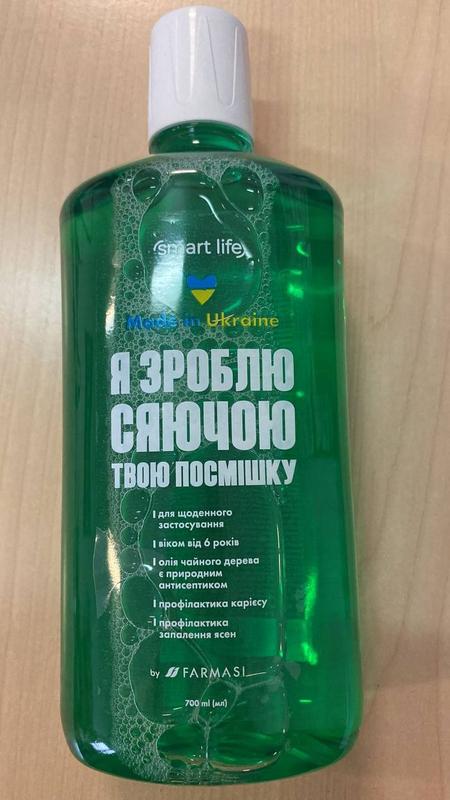 smart life
Made in Ukraine
Я ЗРОБЛЮ
СЯЮЧОЮ
ТВОЮ ПОСМІШКУ
для щоденного
застосування
віком від 6 років
олія чайного дерева
є природним
антисептиком
профілактика карієсу
профілактика
запалення ясен
by FARMASI
700 ml (мл)